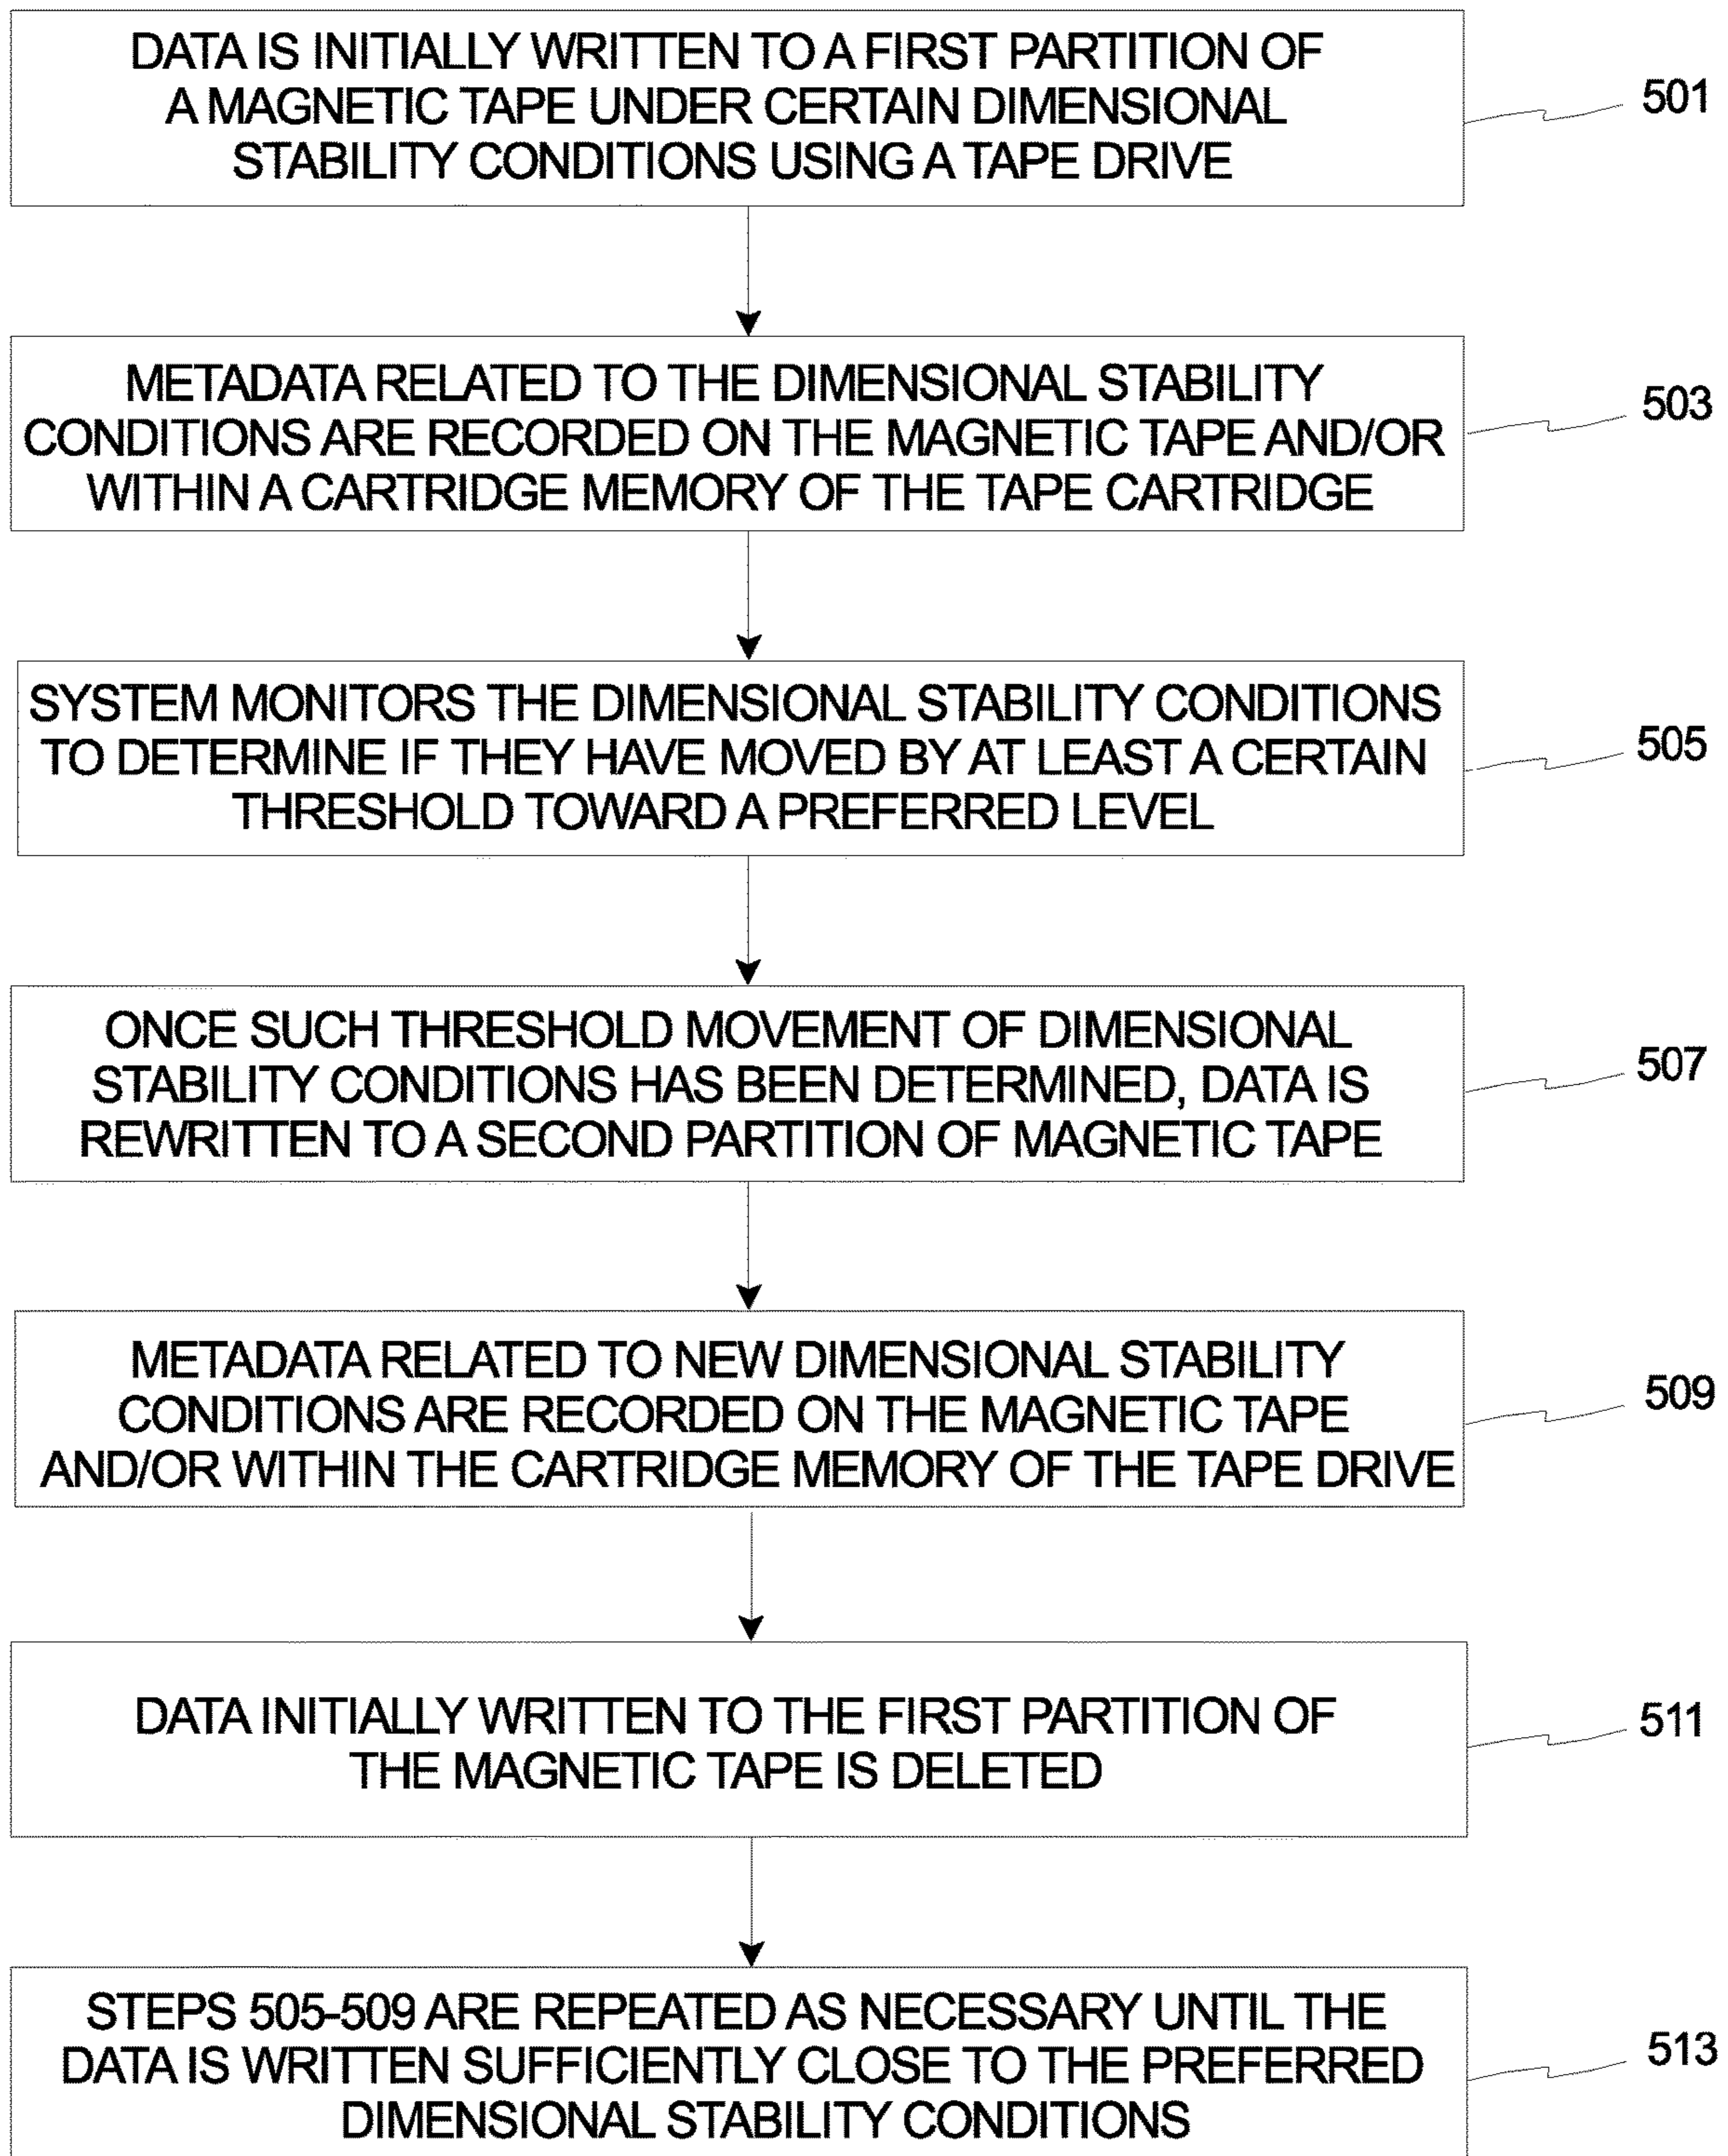 DATA IS INITIALLY WRITTEN TO A FIRST PARTITION OF
A MAGNETIC TAPE UNDER CERTAIN DIMENSIONAL
STABILITY CONDITIONS USING A TAPE DRIVE
501
METADATA RELATED TO THE DIMENSIONAL STABILITY
CONDITIONS ARE RECORDED ON THE MAGNETIC TAPE AND/OR
WITHIN A CARTRIDGE MEMORY OF THE TAPE CARTRIDGE
503
SYSTEM MONITORS THE DIMENSIONAL STABILITY CONDITIONS
TO DETERMINE IF THEY HAVE MOVED BY AT LEAST A CERTAIN
THRESHOLD TOWARD A PREFERRED LEVEL
505
ONCE SUCH THRESHOLD MOVEMENT OF DIMENSIONAL
STABILITY CONDITIONS HAS BEEN DETERMINED, DATA IS
REWRITTEN TO A SECOND PARTITION OF MAGNETIC TAPE
507
METADATA RELATED TO NEW DIMENSIONAL STABILITY
CONDITIONS ARE RECORDED ON THE MAGNETIC TAPE
AND/OR WITHIN THE CARTRIDGE MEMORY OF THE TAPE DRIVE
509
DATA INITIALLY WRITTEN TO THE FIRST PARTITION OF
THE MAGNETIC TAPE IS DELETED
511
STEPS 505-509 ARE REPEATED AS NECESSARY UNTIL THE
DATA IS WRITTEN SUFFICIENTLY CLOSE TO THE PREFERRED
DIMENSIONAL STABILITY CONDITIONS
513